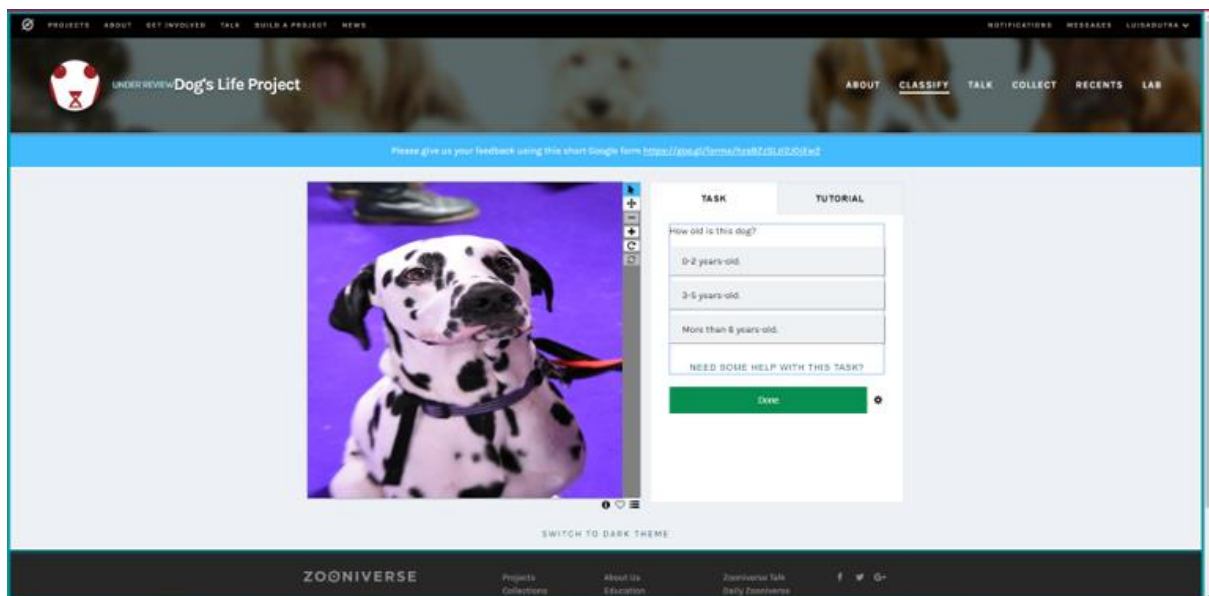 PROJECTS ABOUT GET INVOLVED TALK BUILD A PROJECT NEWS NOTIFICATIONS MESSAGES LUISADUTRA
UNDER REVIEW Dog's Life Project ABOUT CLASSIFY TALK COLLECT RECENTS LAB
Please give us your feedback using this short Google form
TASK TUTORIAL
How old is this dog?
0-2 years-old.
3-5 years-old.
More than 6 years-old.
NEED SOME HELP WITH THIS TASK?
Done
SWITCH TO DARK THEME
ZOONIVERSE Projects About Us Zooniverse Talk
Collections Education Daily Zooniverse